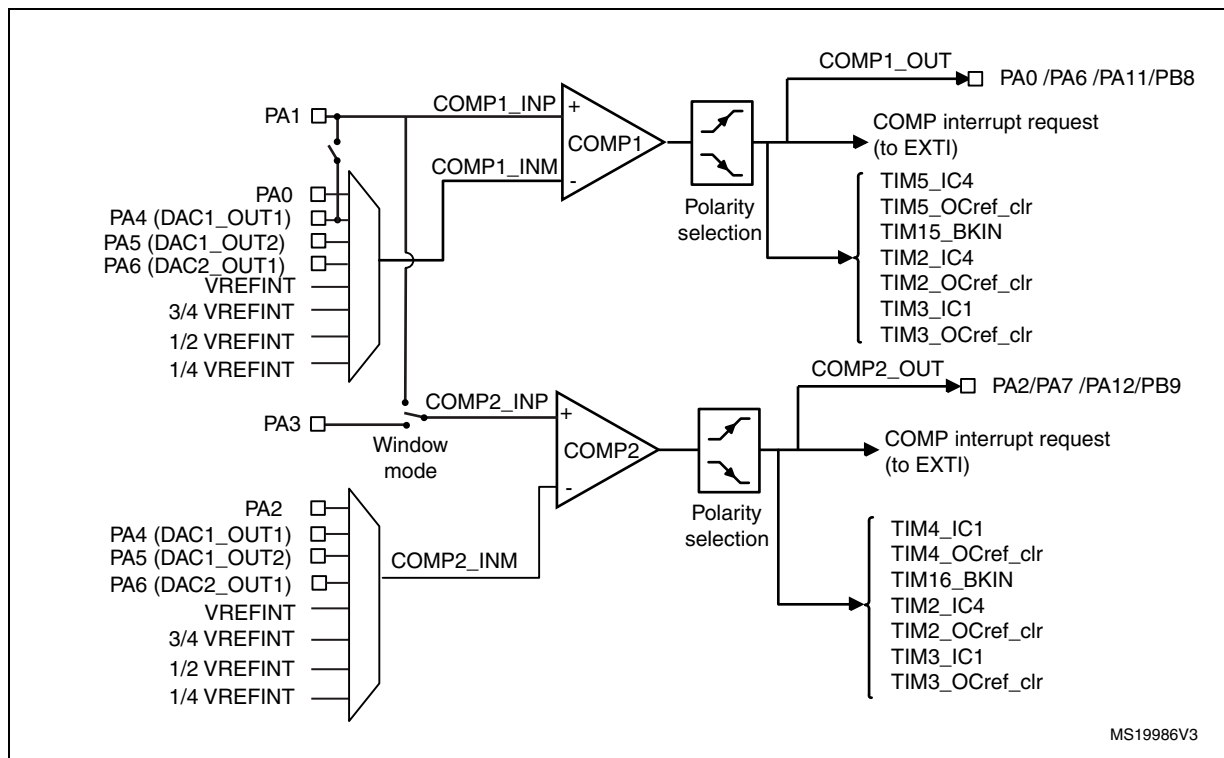 COMP1_OUT
PA0 /PA6 /PA11/PB8
PA1
COMP1_INP
+
COMP1
COMP interrupt request
(to EXTI)
COMP1_INM
-
PA0
PA4 (DAC1_OUT1)
PA5 (DAC1_OUT2)
PA6 (DAC2_OUT1)
VREFINT
3/4 VREFINT
1/2 VREFINT
1/4 VREFINT
Polarity
selection
TIM5_IC4
TIM5_OCref_clr
TIM15_BKIN
TIM2_IC4
TIM2_OCref_clr
TIM3_IC1
TIM3_OCref_clr
COMP2_OUT
PA2/PA7 /PA12/PB9
PA3
Window
mode
COMP2_INP
+
COMP2
-
COMP interrupt request
(to EXTI)
Polarity
selection
PA2
PA4 (DAC1_OUT1)
PA5 (DAC1_OUT2)
PA6 (DAC2_OUT1)
VREFINT
3/4 VREFINT
1/2 VREFINT
1/4 VREFINT
COMP2_INM
TIM4_IC1
TIM4_OCref_clr
TIM16_BKIN
TIM2_IC4
TIM2_OCref_clr
TIM3_IC1
TIM3_OCref_clr
MS19986V3